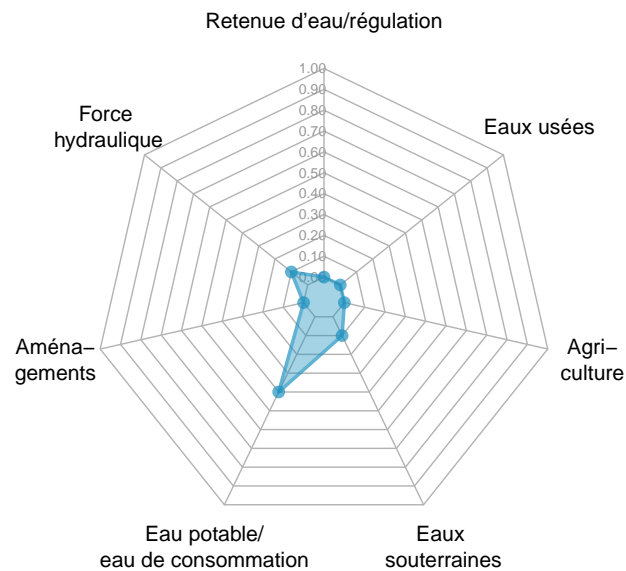 Retenue d'eau/régulation
1.00
0.90
0.80
0.70
0.60
0.50
0.40
0.30
0.20
0.10
0.0
Force
hydraulique
Eaux usées
Aména–
gements
Agri–
culture
Eau potable/
eau de consommation
Eaux
souterraines